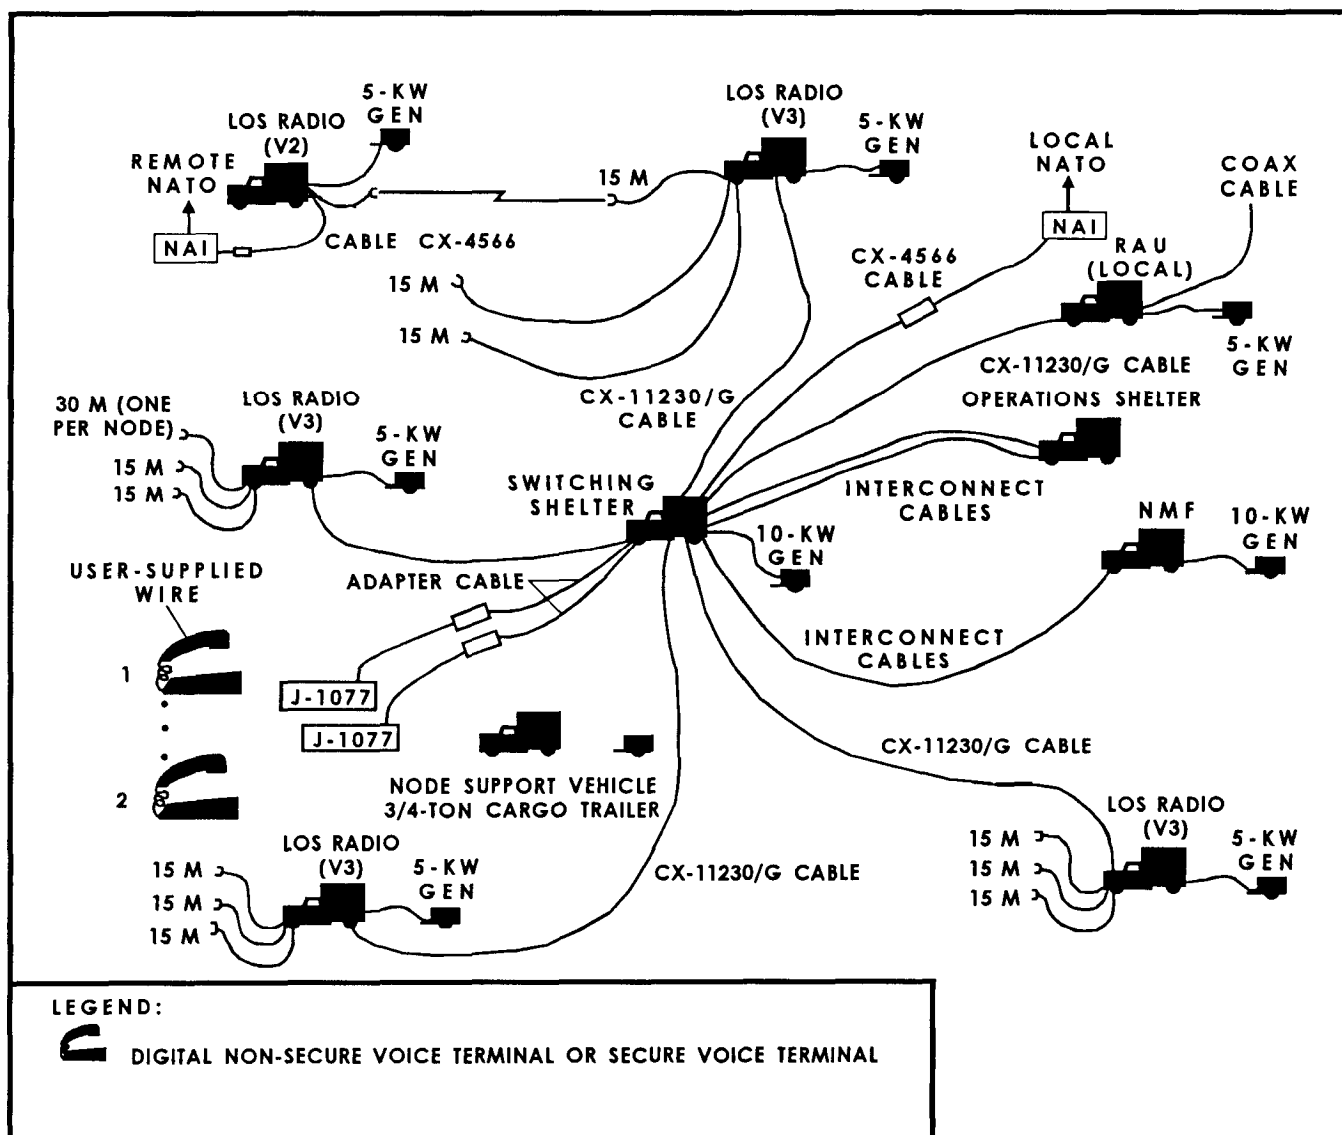 5-KW
GEN
LOS RADIO
(V2)
REMOTE
NATO
NAI
CABLE CX-4566
15 M
LOS RADIO
(V3)
5-KW
GEN
LOCAL
NATO
NAI
COAX
CABLE
CX-4566
CABLE
RAU
(LOCAL)
5-KW
GEN
15 M
15 M
CX-11230/G
CABLE
CX-11230/G CABLE
OPERATIONS SHELTER
30 M (ONE
PER NODE)
15 M
15 M
LOS RADIO
(V3)
5-KW
GEN
SWITCHING
SHELTER
INTERCONNECT
CABLES
10-KW
GEN
NMF
10-KW
GEN
USER-SUPPLIED
WIRE
ADAPTER CABLE
INTERCONNECT
CABLES
1
J-1077
J-1077
2
NODE SUPPORT VEHICLE
3/4-TON CARGO TRAILER
CX-11230/G CABLE
LOS RADIO
(V3)
15 M
15 M
15 M
5-KW
GEN
CX-11230/G CABLE
LOS RADIO
(V3)
15 M
15 M
15 M
5-KW
GEN
LEGEND:
DIGITAL NON-SECURE VOICE TERMINAL OR SECURE VOICE TERMINAL